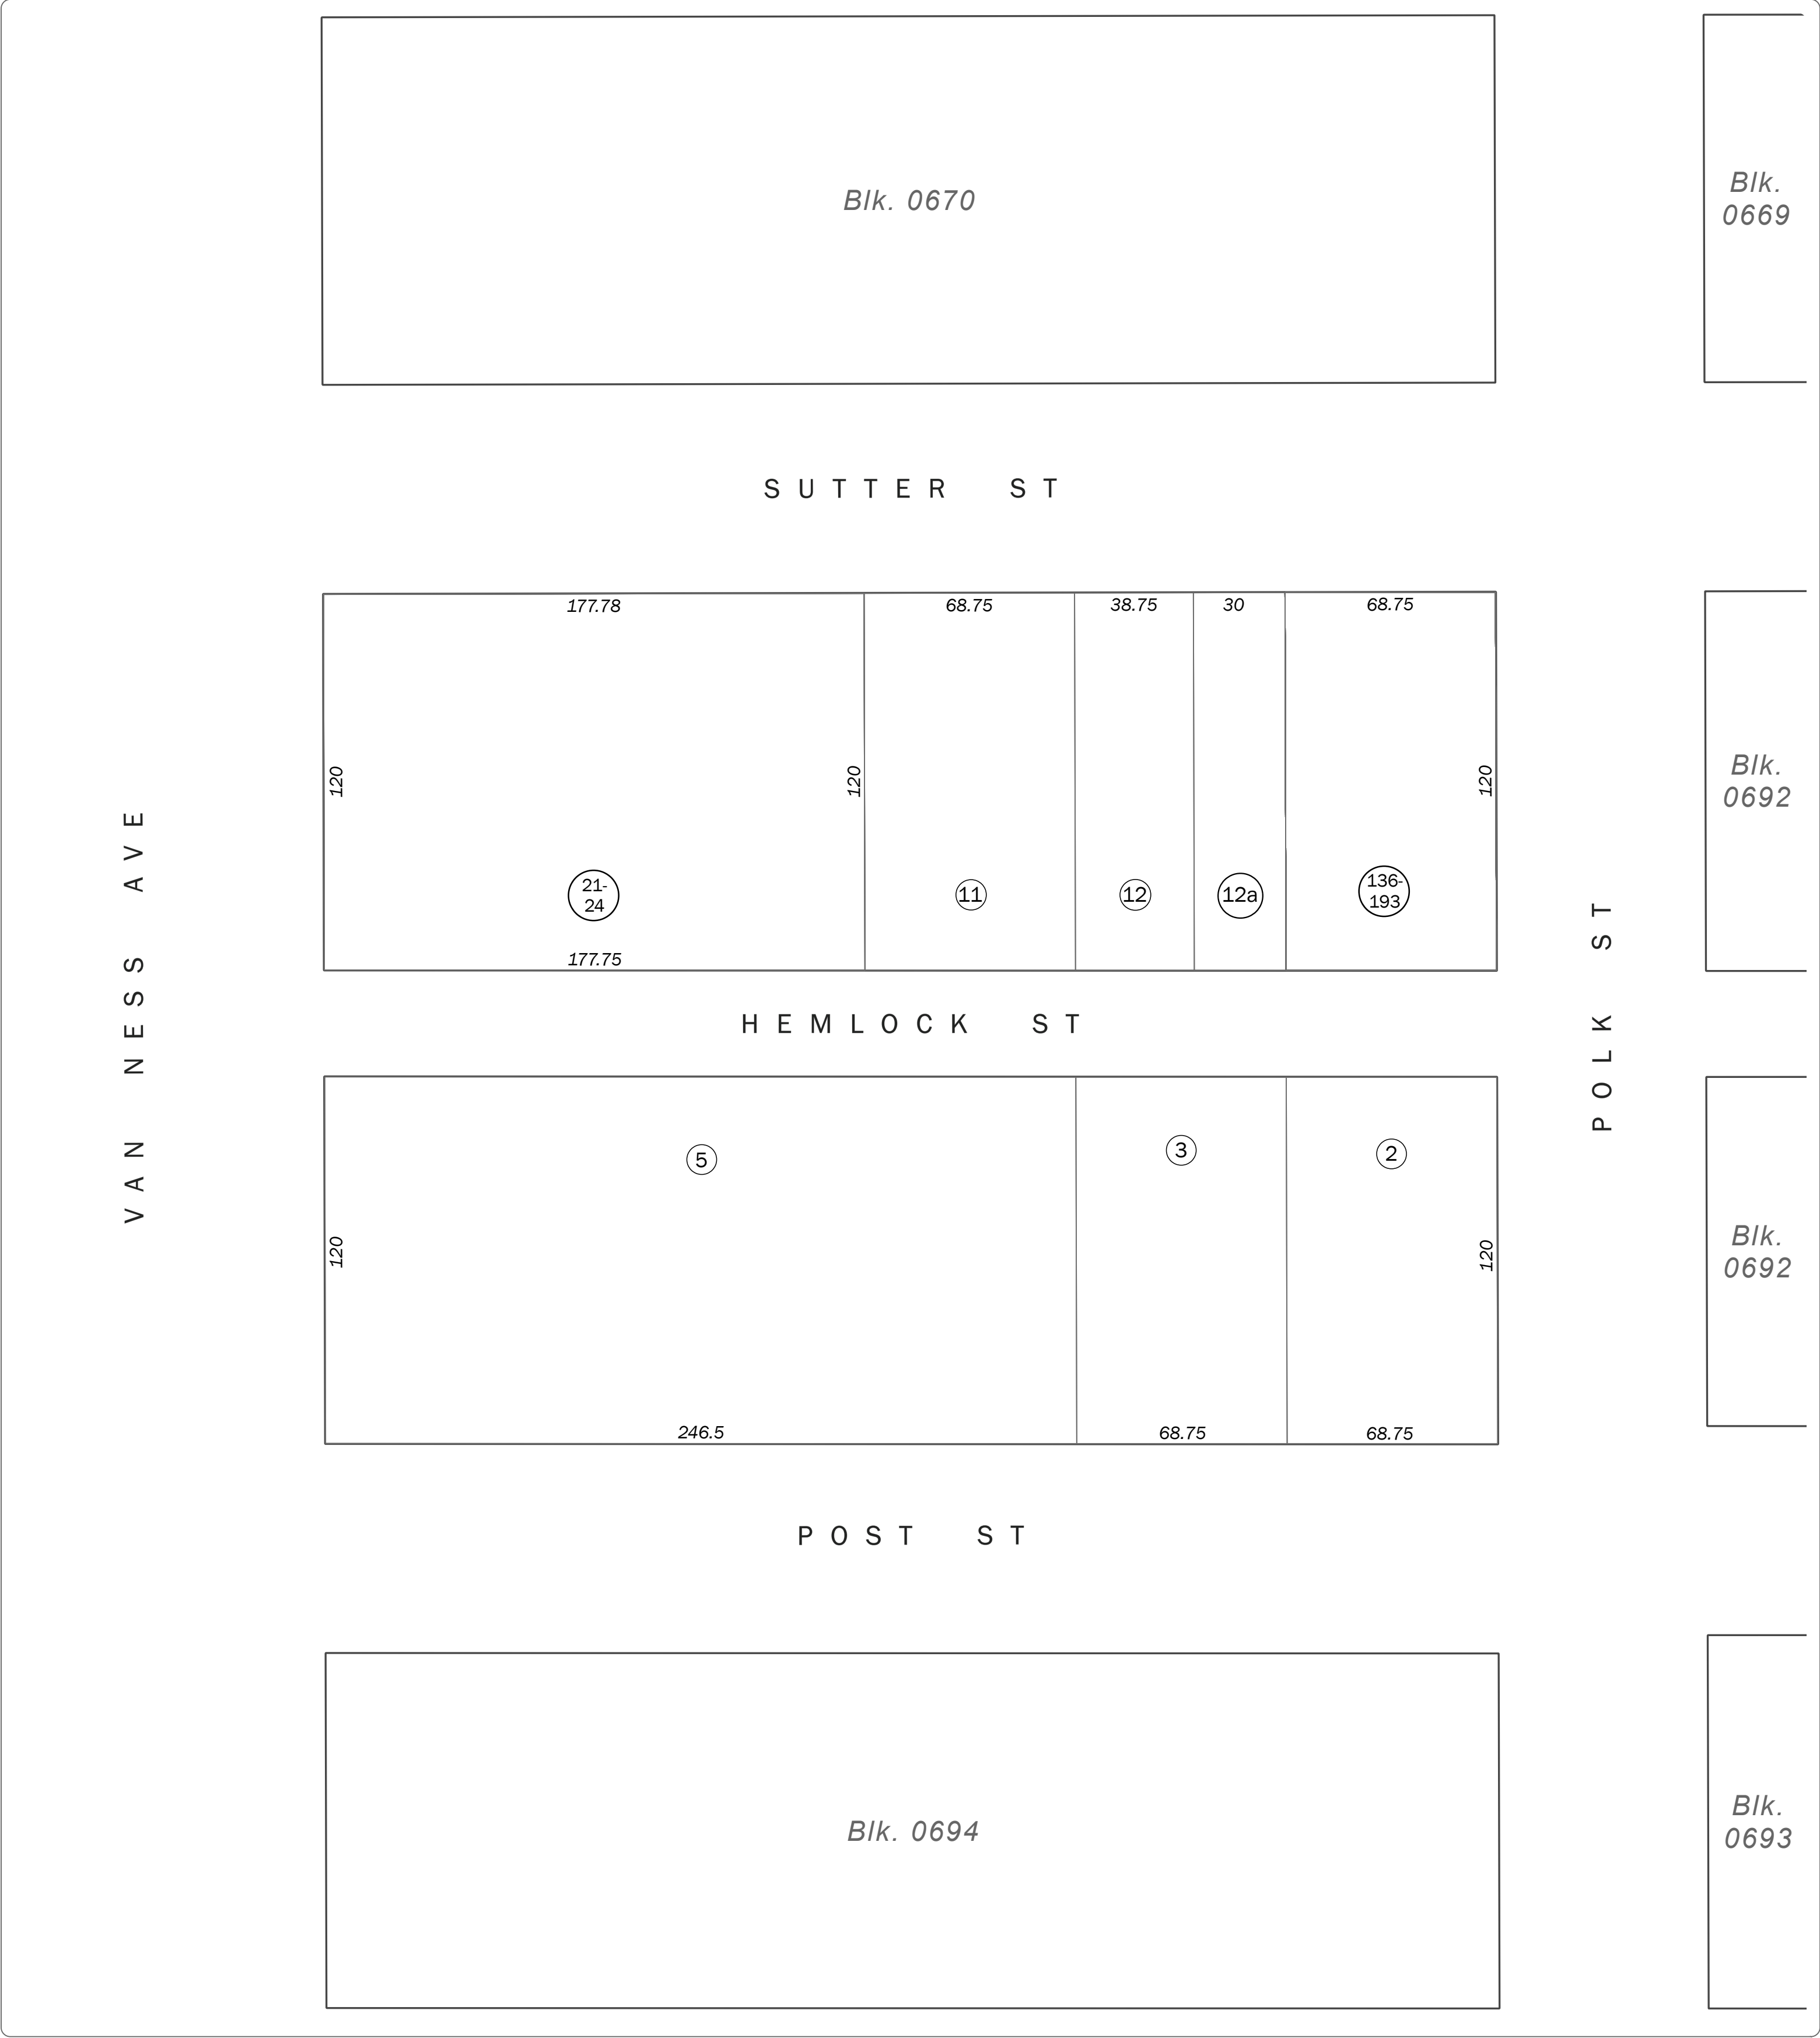 Blk. 0670
Blk.
0669
SUTTER ST
177.78
68.75
38.75
30
68.75
120
120
120
Blk.
0692
21-
24
11
12
12a
136-
193
177.75
VAN NESS AVE
HEMLOCK ST
POLK ST
5
3
2
120
120
Blk.
0692
246.5
68.75
68.75
POST ST
Blk. 0694
Blk.
0693